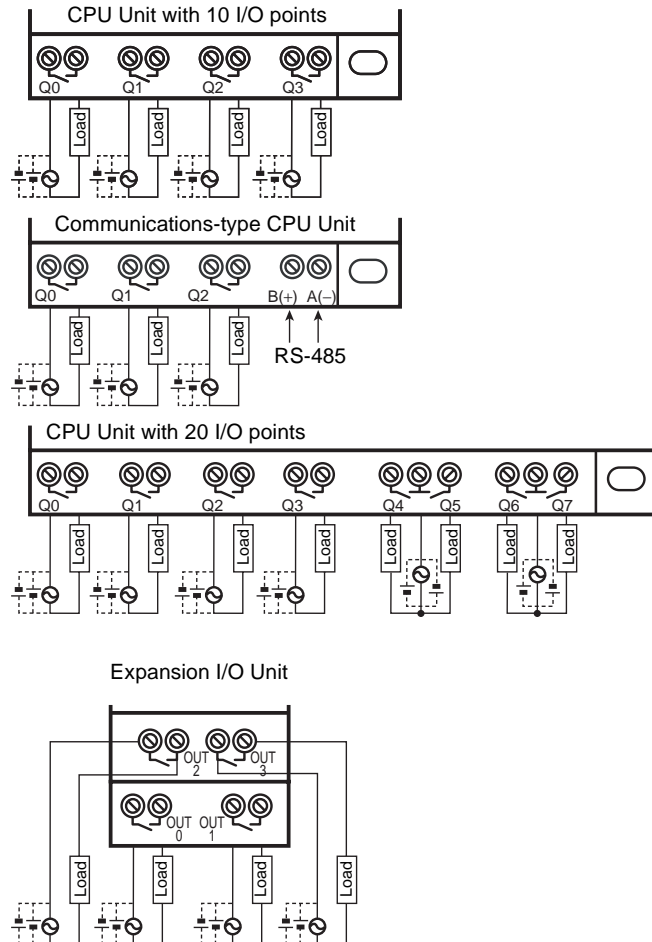 CPU Unit with 10 I/O points
Q0 Q1 Q2 Q3
Load Load Load Load
Communications-type CPU Unit
Q0 Q1 Q2 B(+) A(−)
Load Load Load
RS-485
CPU Unit with 20 I/O points
Q0 Q1 Q2 Q3 Q4 Q5 Q6 Q7
Load Load Load Load Load Load Load Load
Expansion I/O Unit
OUT 2 OUT 3
OUT 0 OUT 1
Load Load Load Load